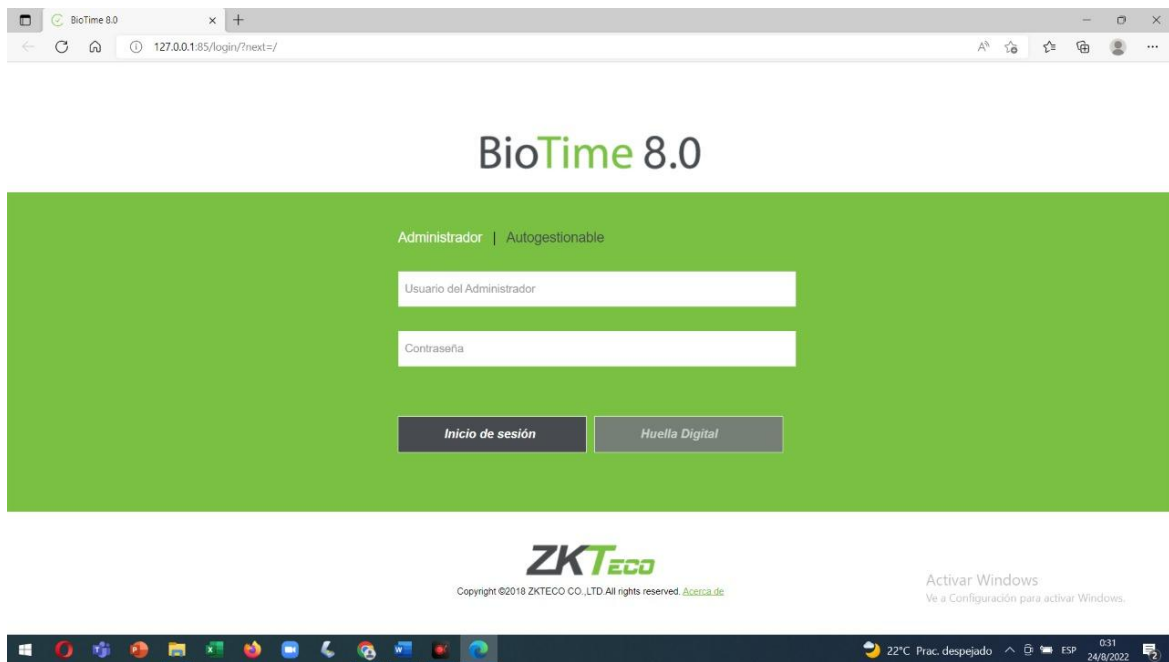 BioTime 8.0
127.0.0.1:85/login/?next=/
BioTime 8.0
Administrador | Autogestionable
Usuario del Administrador
Contraseña
Inicio de sesión Huella Digital
ZKTECO
Copyright ©2018 ZKTECO CO.,LTD.All rights reserved. Acerca de
Activar Windows
Ve a Configuración para activar Windows.
22°C Prac. despejado ESP 0:31
24/8/2022